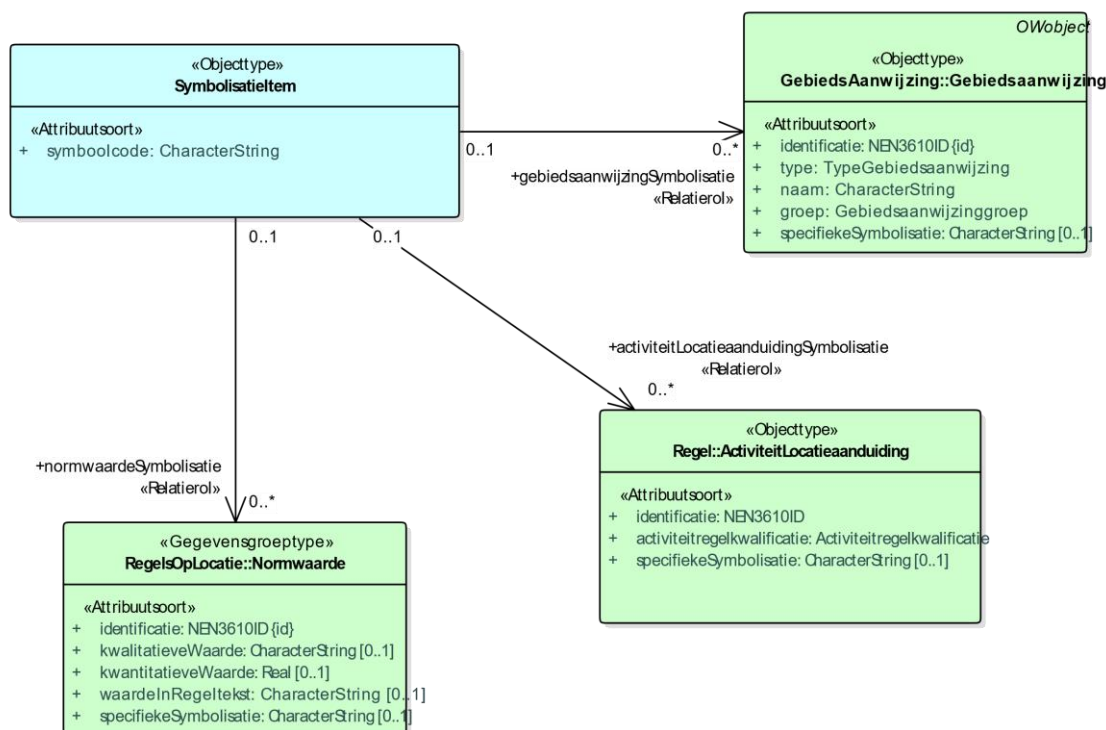 «Objecttype»
SymbolisatieItem
«Attribuutsoort»
+ symboolcode: CharacterString
OWobject
«Objecttype»
GebiedsAanwijzing::Gebiedsaanwijzing
«Attribuutsoort»
+ identificatie: NEN3610ID {id}
+ type: TypeGebiedsaanwijzing
+ naam: CharacterString
+ groep: Gebiedsaanwijzinggroep
+ specifiekeSymbolisatie: CharacterString [0..1]
0..1
0..*
+gebiedsaanwijzingSymbolisatie
«Relatierol»
0..1
0..1
+activiteitLocatieaanduidingSymbolisatie
«Relatierol»
0..*
«Objecttype»
Regel::ActiviteitLocatieaanduiding
«Attribuutsoort»
+ identificatie: NEN3610ID
+ activiteitregelkwalificatie: Activiteitregelkwalificatie
+ specifiekeSymbolisatie: CharacterString [0..1]
+normwaardeSymbolisatie
«Relatierol»
0..*
«Gegevensgroeptype»
RegelsOpLocatie::Normwaarde
«Attribuutsoort»
+ identificatie: NEN3610ID {id}
+ kwalitatieveWaarde: CharacterString [0..1]
+ kwantitatieveWaarde: Real [0..1]
+ waardeInRegeltekst: CharacterString [0..1]
+ specifiekeSymbolisatie: CharacterString [0..1]